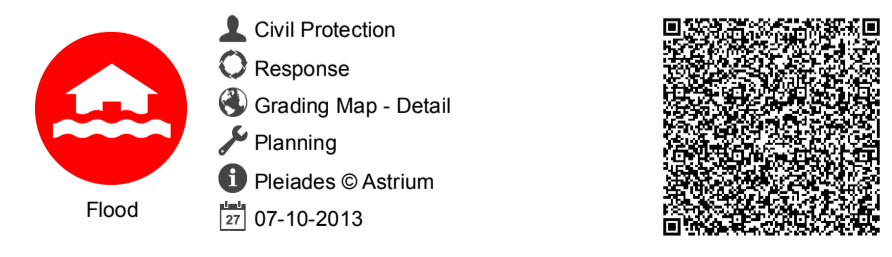 Civil Protection
Response
Grading Map - Detail
Planning
Pleiades © Astrium
27 07-10-2013
Flood